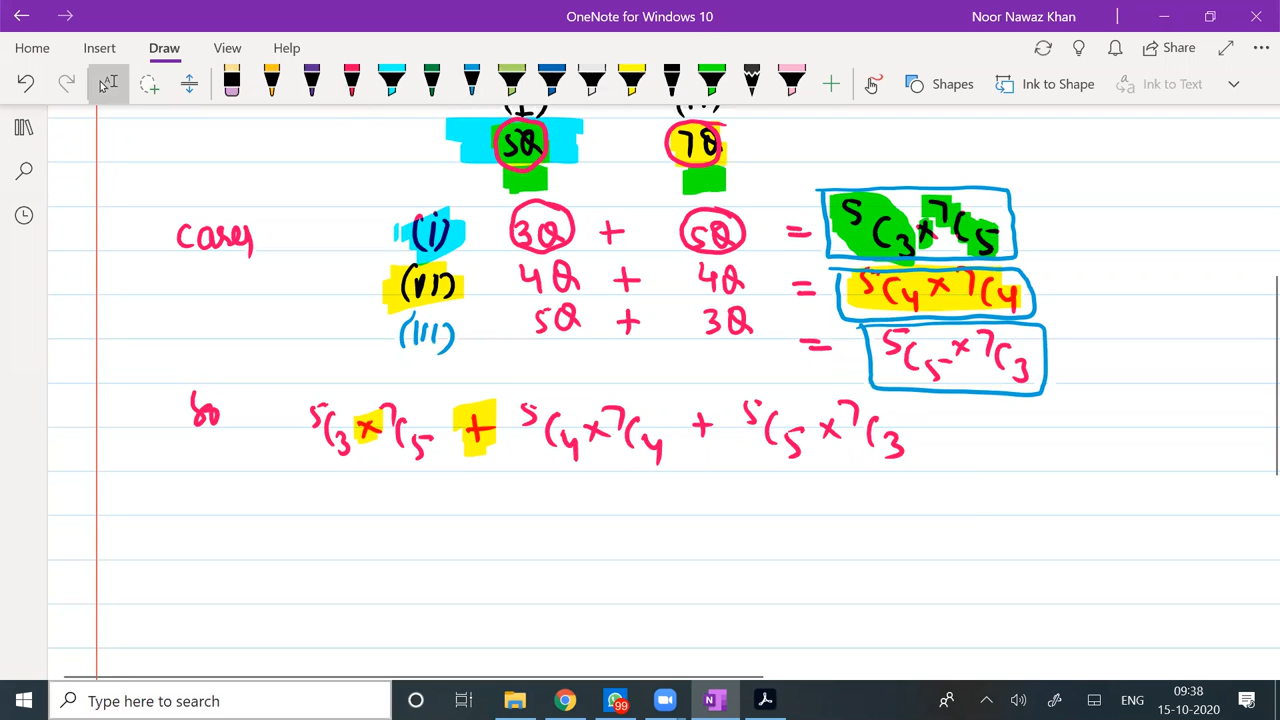 OneNote for Windows 10
Noor Nawaz Khan
Home Insert Draw View Help
Share
Shapes Ink to Shape Ink to Text
5Q 7Q
cases (i) 3Q + 5Q = ⁵C₃ × ⁷C₅
(ii) 4Q + 4Q = ⁵C₄ × ⁷C₄
(iii) 5Q + 3Q = ⁵C₅ × ⁷C₃
So ⁵C₃ × ⁷C₅ + ⁵C₄ × ⁷C₄ + ⁵C₅ × ⁷C₃
Type here to search
99
ENG
09:38
15-10-2020